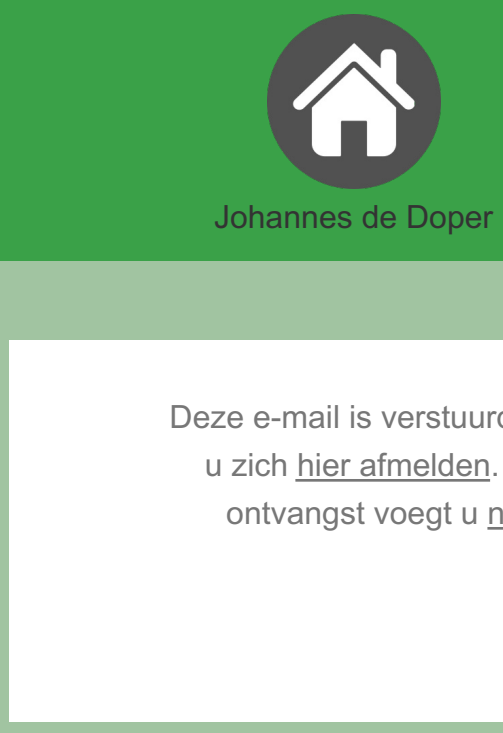 Johannes de Doper
Deze e-mail is verstuurd
u zich hier afmelden.
ontvangst voegt u